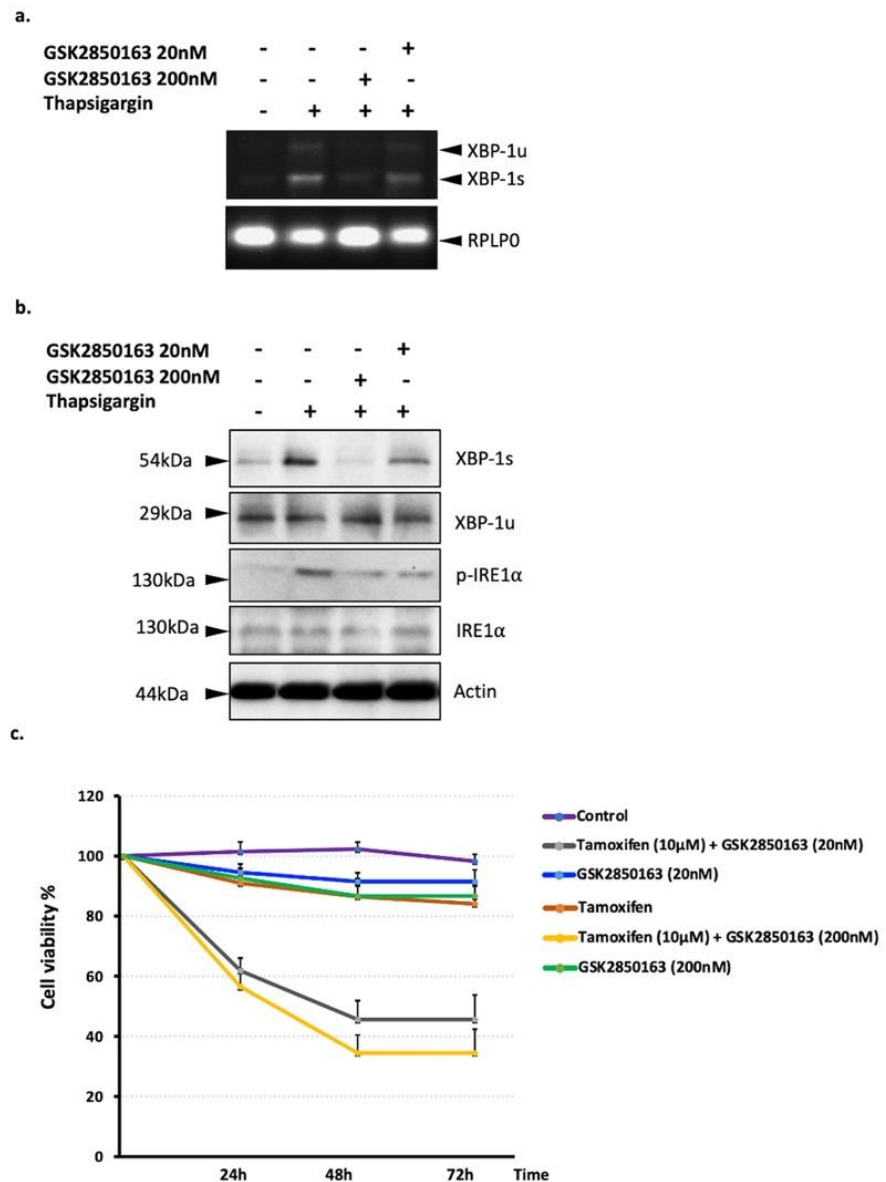 a.
GSK2850163 20nM - - - +
GSK2850163 200nM - - + -
Thapsigargin - + + +
XBP-1u
XBP-1s
RPLP0
b.
GSK2850163 20nM - - - +
GSK2850163 200nM - - + -
Thapsigargin - + + +
54kDa XBP-1s
29kDa XBP-1u
130kDa p-IRE1α
130kDa IRE1α
44kDa Actin
c.
120
100
80
60
40
20
0
Cell viability %
24h 48h 72h Time
Control
Tamoxifen (10μM) + GSK2850163 (20nM)
GSK2850163 (20nM)
Tamoxifen
Tamoxifen (10μM) + GSK2850163 (200nM)
GSK2850163 (200nM)